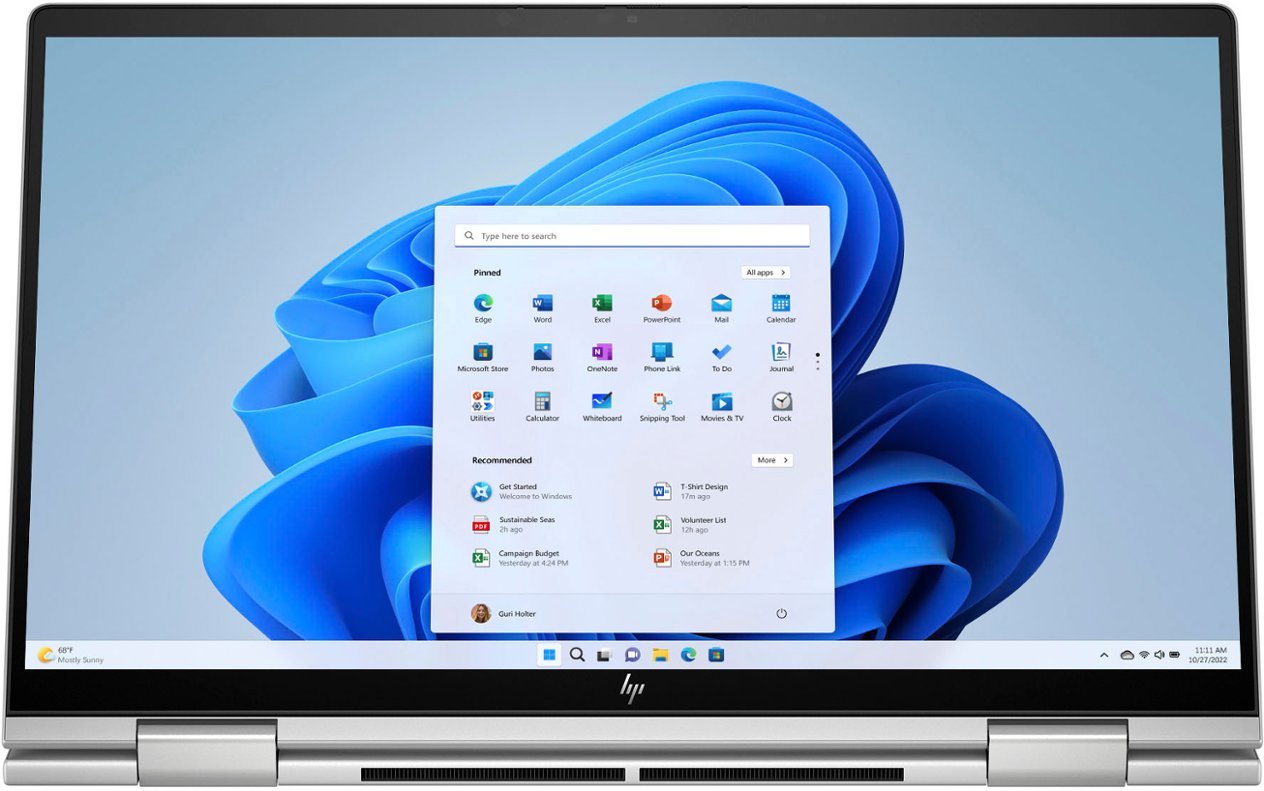 Type here to search
Pinned
All apps >
Edge
Word
Excel
PowerPoint
Mail
Calendar
Microsoft Store
Photos
OneNote
Phone Link
To Do
Journal
Utilities
Calculator
Whiteboard
Snipping Tool
Movies & TV
Clock
Recommended
More >
Get Started
Welcome to Windows
T-Shirt Design
17m ago
PDF
Sustainable Seas
2h ago
Volunteer List
12h ago
Campaign Budget
Yesterday at 4:24 PM
Our Oceans
Yesterday at 1:15 PM
Guri Holter
68°F
Mostly Sunny
11:11 AM
10/27/2022
hp